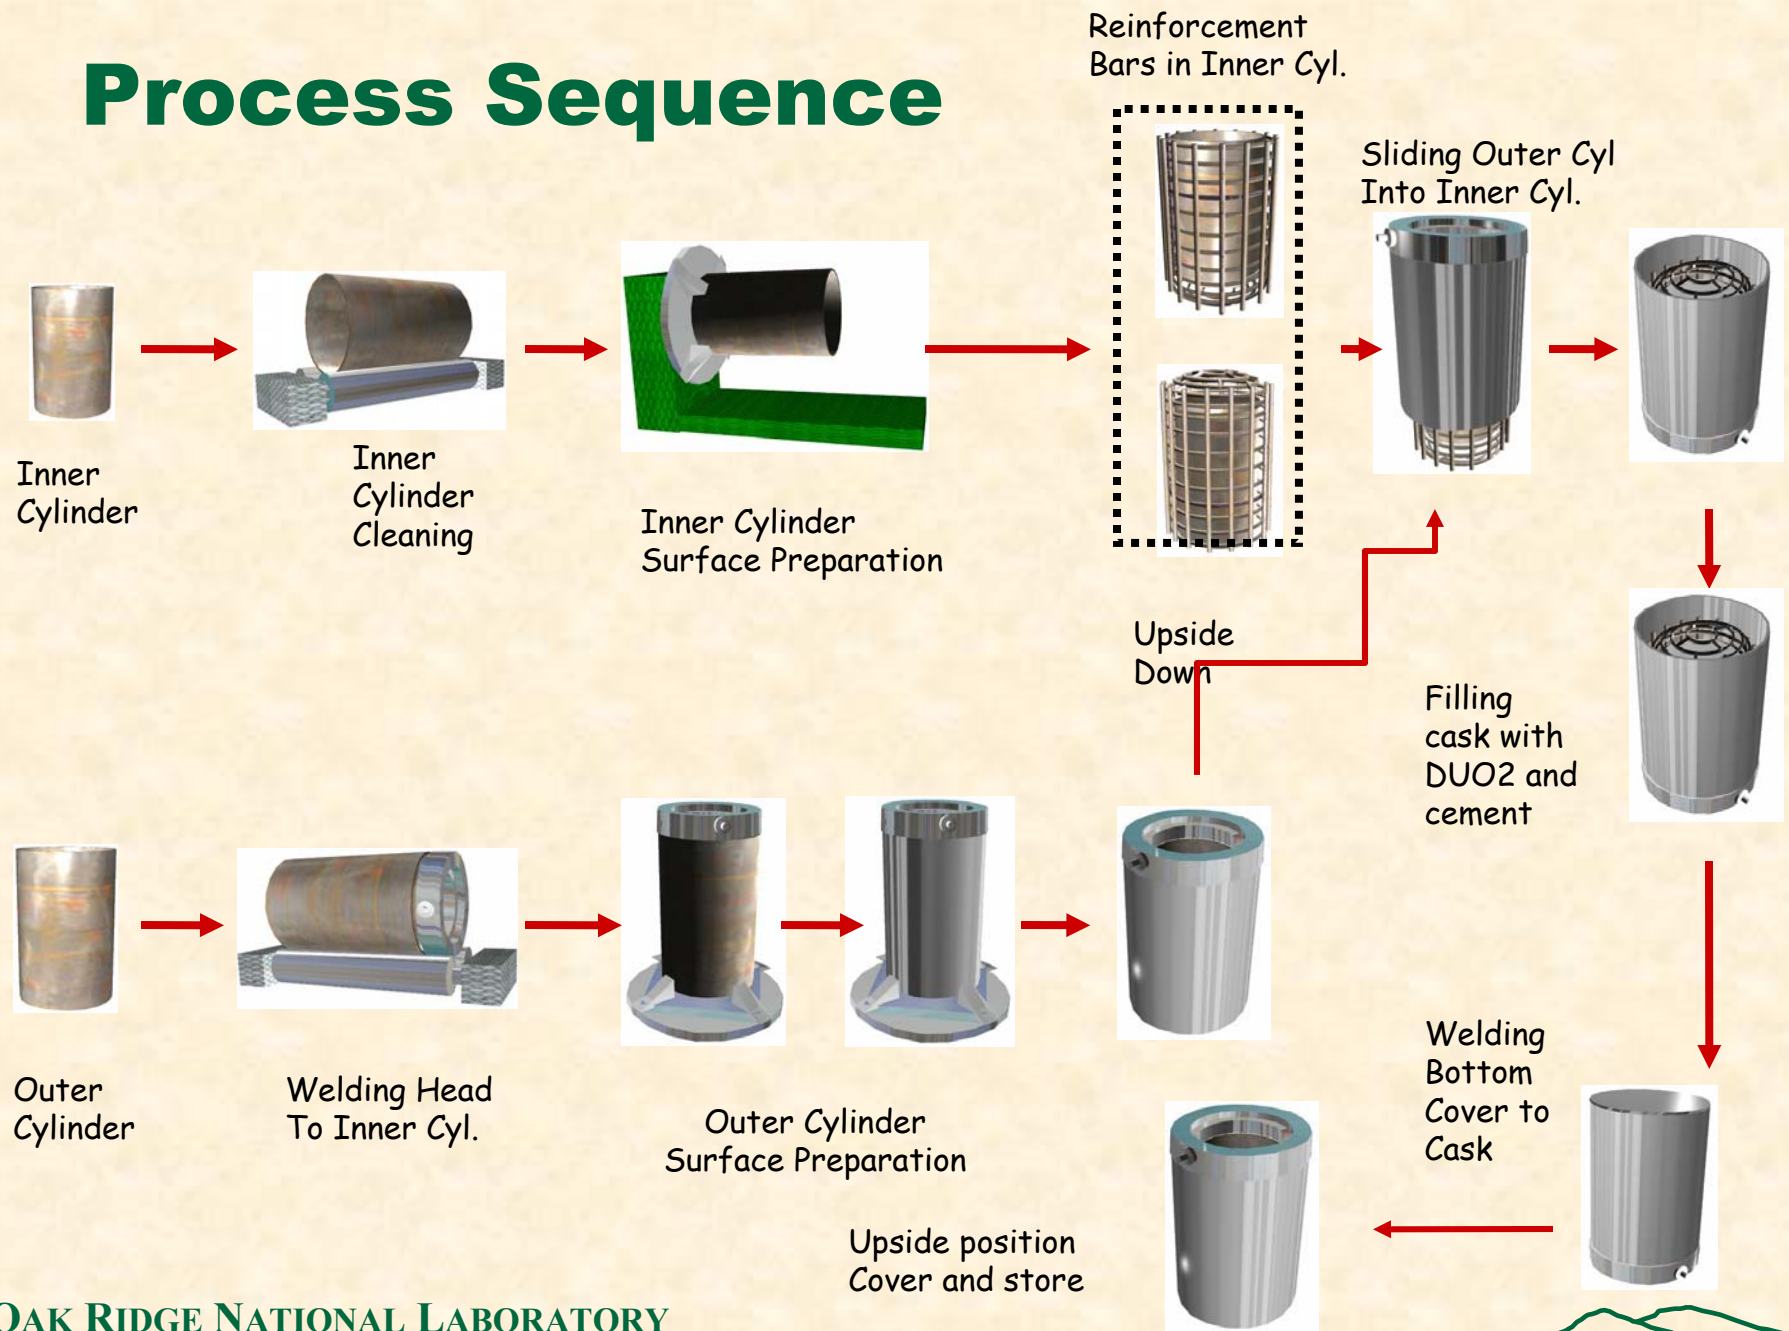 Process Sequence
Reinforcement
Bars in Inner Cyl.
Sliding Outer Cyl
Into Inner Cyl.
Inner
Cylinder
Inner
Cylinder
Cleaning
Inner Cylinder
Surface Preparation
Upside
Down
Filling
cask with
DUO2 and
cement
Outer
Cylinder
Welding Head
To Inner Cyl.
Outer Cylinder
Surface Preparation
Welding
Bottom
Cover to
Cask
Upside position
Cover and store
OAK RIDGE NATIONAL LABORATORY